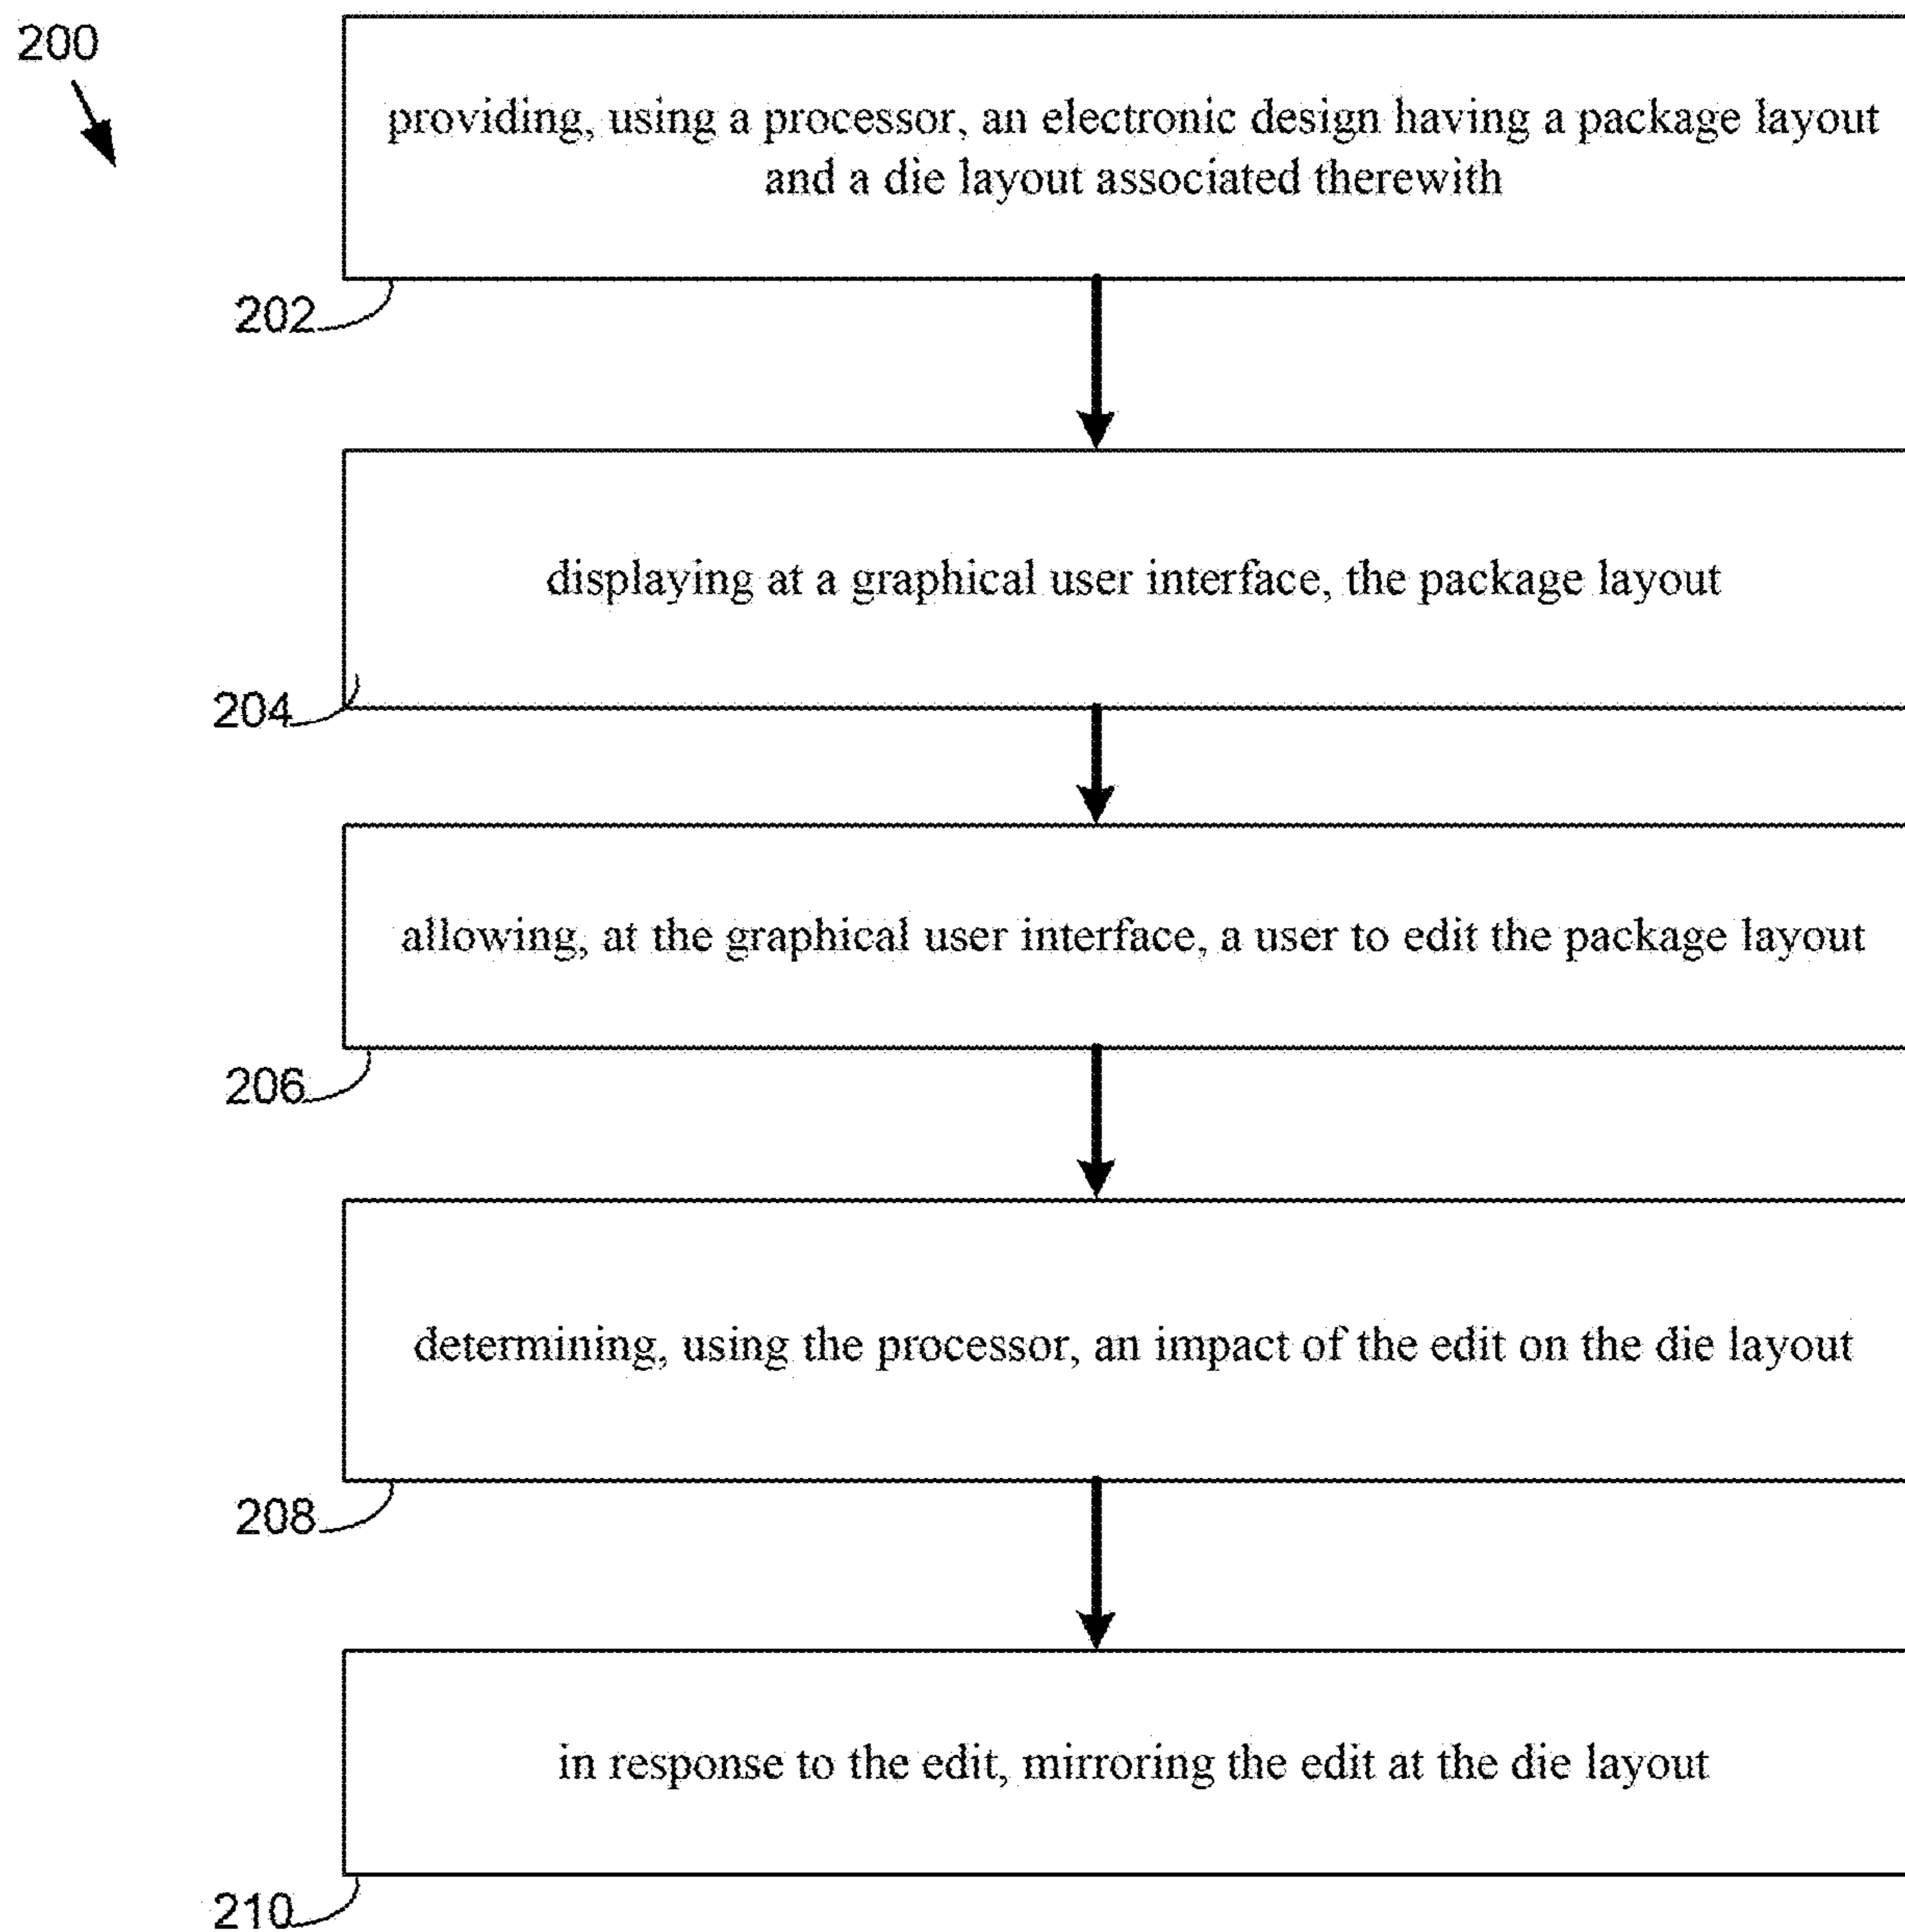 200
providing, using a processor, an electronic design having a package layout
and a die layout associated therewith
202
displaying at a graphical user interface, the package layout
204
allowing, at the graphical user interface, a user to edit the package layout
206
determining, using the processor, an impact of the edit on the die layout
208
in response to the edit, mirroring the edit at the die layout
210